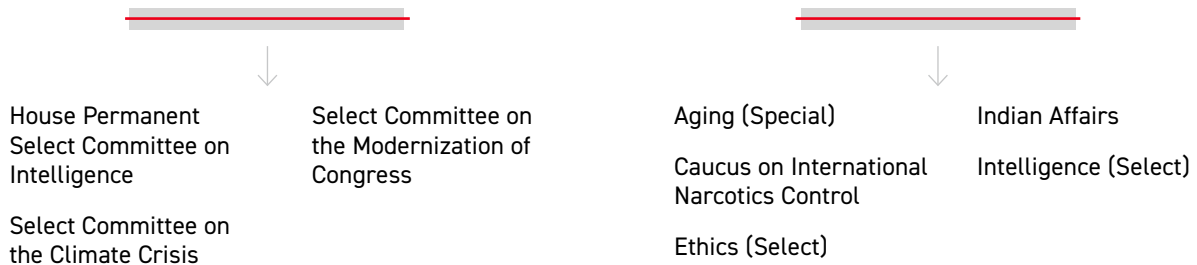 House Permanent
Select Committee on
Intelligence
Select Committee on
the Climate Crisis
Select Committee on
the Modernization of
Congress
Aging (Special)
Caucus on International
Narcotics Control
Ethics (Select)
Indian Affairs
Intelligence (Select)